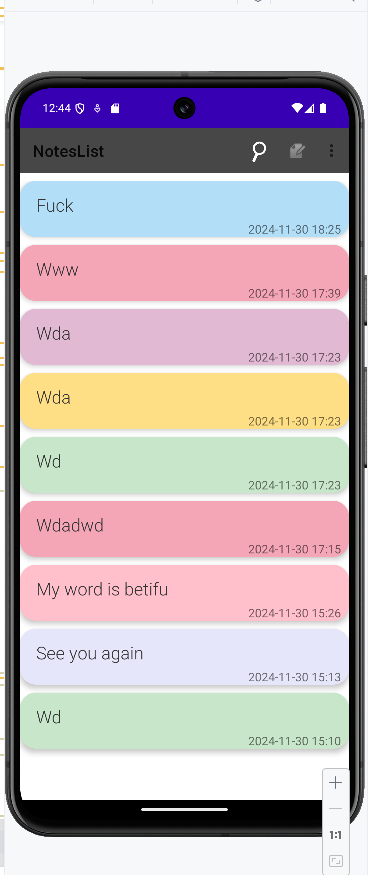 12:44
NotesList
Fuck
2024-11-30 18:25
Www
2024-11-30 17:39
Wda
2024-11-30 17:23
Wda
2024-11-30 17:23
Wd
2024-11-30 17:23
Wdadwd
2024-11-30 17:15
My word is betifu
2024-11-30 15:26
See you again
2024-11-30 15:13
Wd
2024-11-30 15:10
1:1